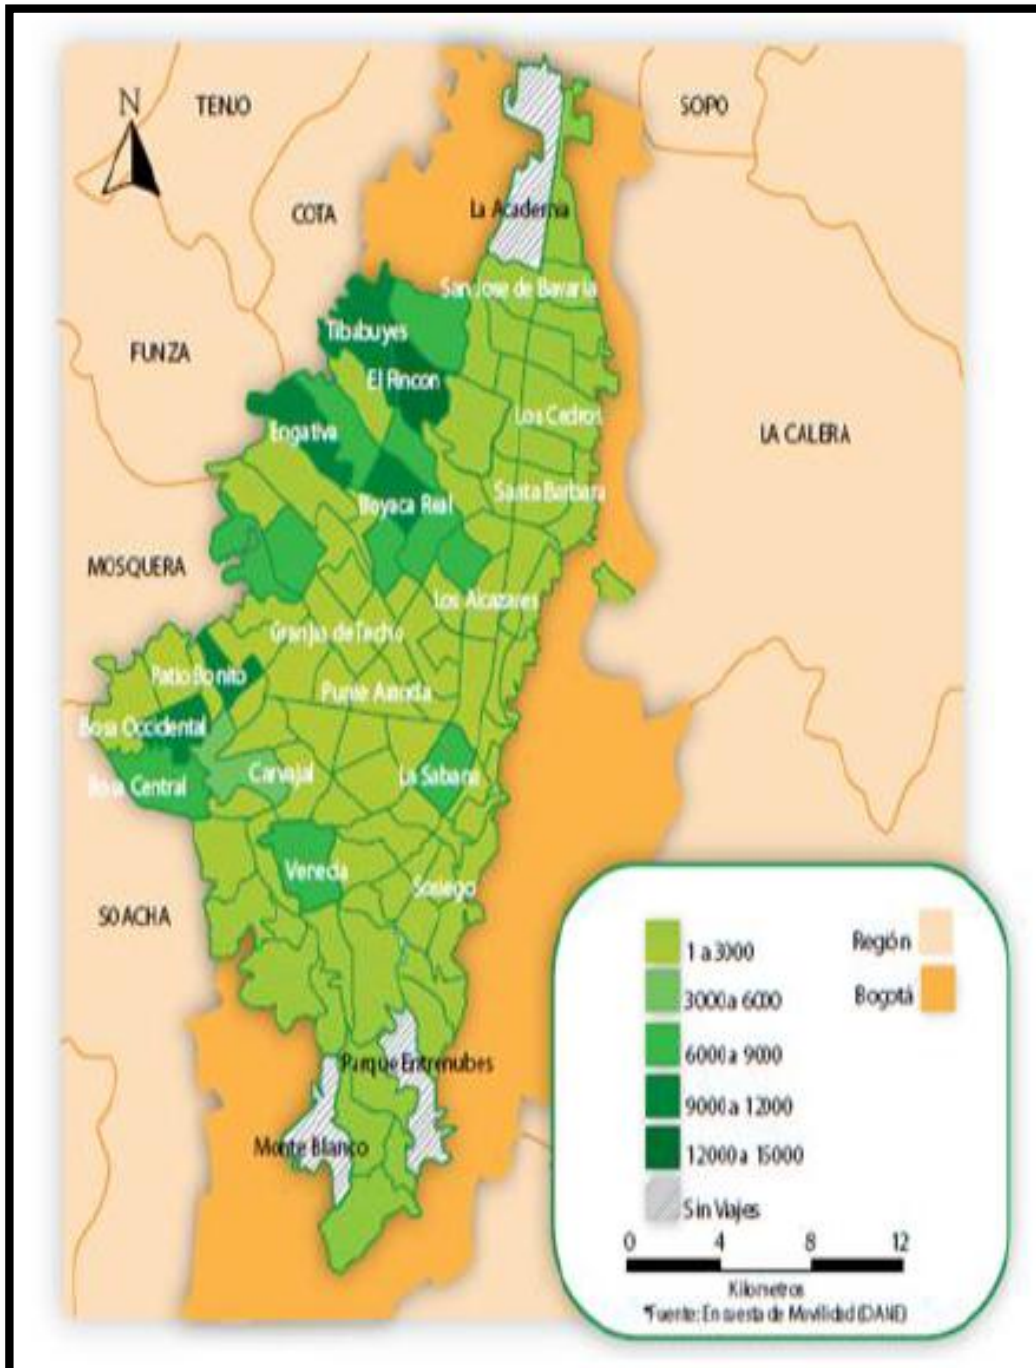 N
TENJO
SOPO
COTA
La Academia
San Jose de Bavaria
Tibabuyes
FUNZA
El Rincon
Los Cedros
Engativa
LA CALERA
Santa Barbara
Boyaca Real
MOSQUERA
Los Alcazares
Granjas de Techo
Patio Bonito
Punte Aranda
Bosa Occidental
Carvajal
La Sabana
Bosa Central
Venecia
Sosiego
SOACHA
1 a 3000
Región
3000 a 6000
Bogotá
6000 a 9000
Parque Entrenubes
9000 a 12000
Monte Blanco
12000 a 15000
Sin Viajes
0 4 8 12
Kilometros
*Fuente: Encuesta de Movilidad (DANE)